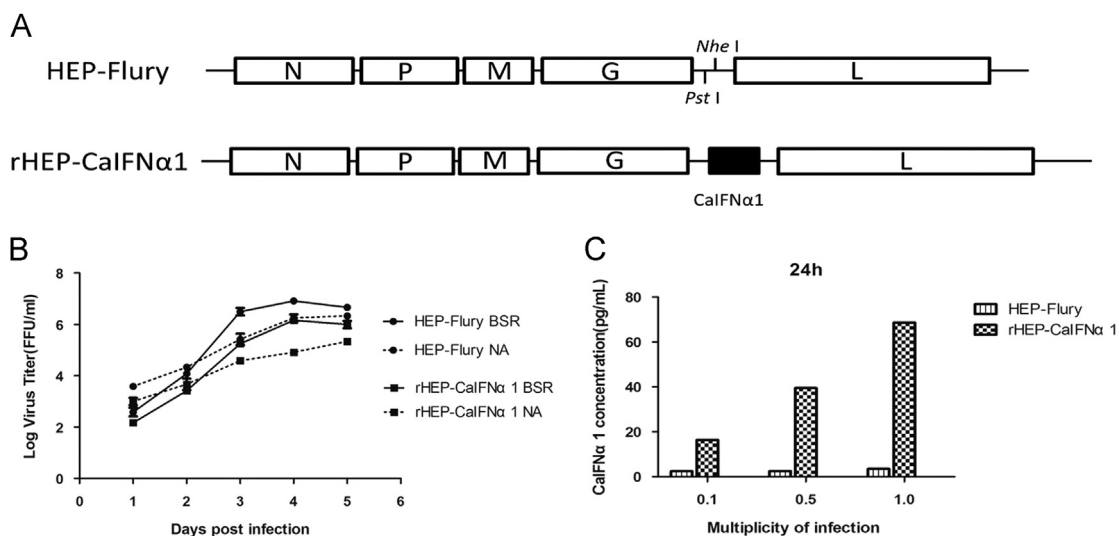 A
HEP-Flury
N P M G Nhe I Pst I L
rHEP-CaIFNα1
N P M G L
CaIFNα1
B
Log Virus Titer(FFU/ml)
8
6
4
2
0
0 1 2 3 4 5 6
Days post infection
HEP-Flury BSR
HEP-Flury NA
rHEP-CaIFNα 1 BSR
rHEP-CaIFNα 1 NA
C
24h
CaIFNα 1 concentration(pg/mL)
80
60
40
20
0
0.1 0.5 1.0
Multiplicity of infection
HEP-Flury
rHEP-CaIFNα 1